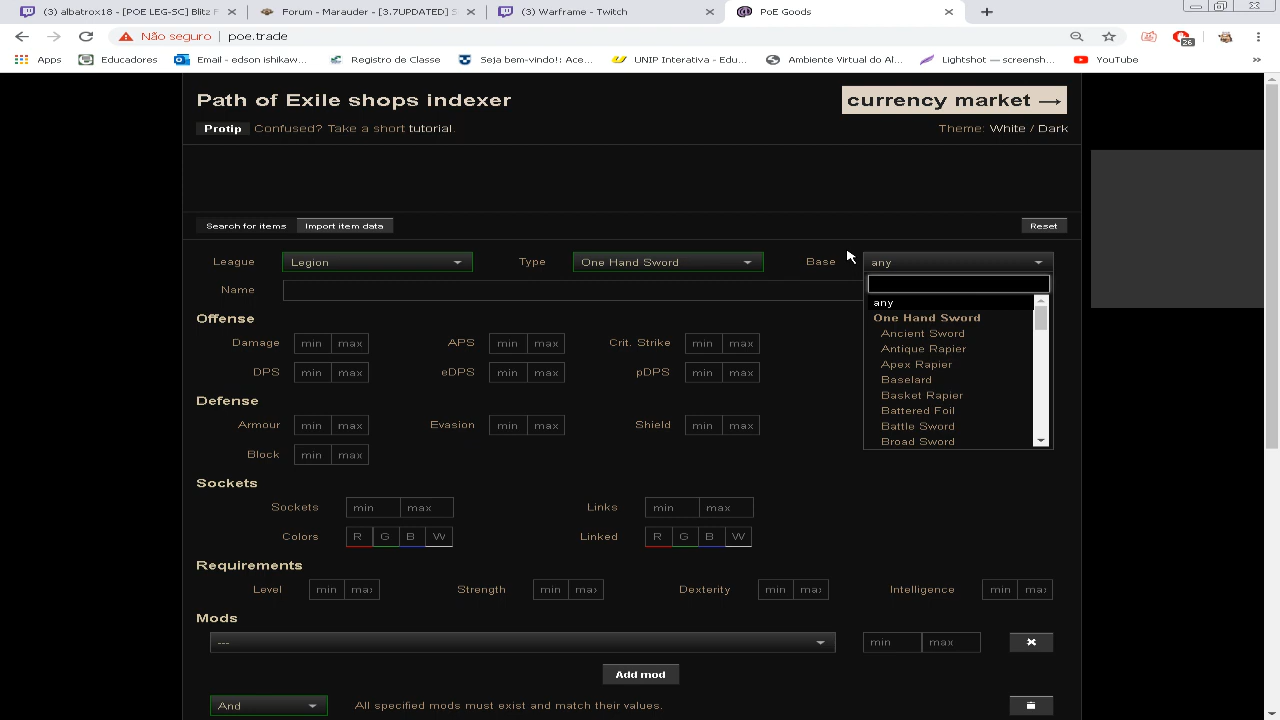 (3) albatrox18 - [POE LEG-SC] Blitz F
Forum - Marauder - [3.7UPDATED] S
(3) Warframe - Twitch
PoE Goods
Não seguro
poe.trade
26
Apps
Educadores
Email - edson ishikaw...
Registro de Classe
Seja bem-vindo!: Ace...
UNIP Interativa - Edu...
Ambiente Virtual do Al...
Lightshot — screensh...
YouTube
»
Path of Exile shops indexer
currency market →
Protip Confused? Take a short tutorial.
Theme: White / Dark
Search for items
Import item data
Reset
League
Legion
Type
One Hand Sword
Base
any
Name
any
One Hand Sword
Ancient Sword
Antique Rapier
Apex Rapier
Baselard
Basket Rapier
Battered Foil
Battle Sword
Broad Sword
Offense
Damage min max APS min max Crit. Strike min max
DPS min max eDPS min max pDPS min max
Defense
Armour min max Evasion min max Shield min max
Block min max
Sockets
Sockets min max Links min max
Colors R G B W Linked R G B W
Requirements
Level min max Strength min max Dexterity min max Intelligence min max
Mods
--- min max
Add mod
And All specified mods must exist and match their values.